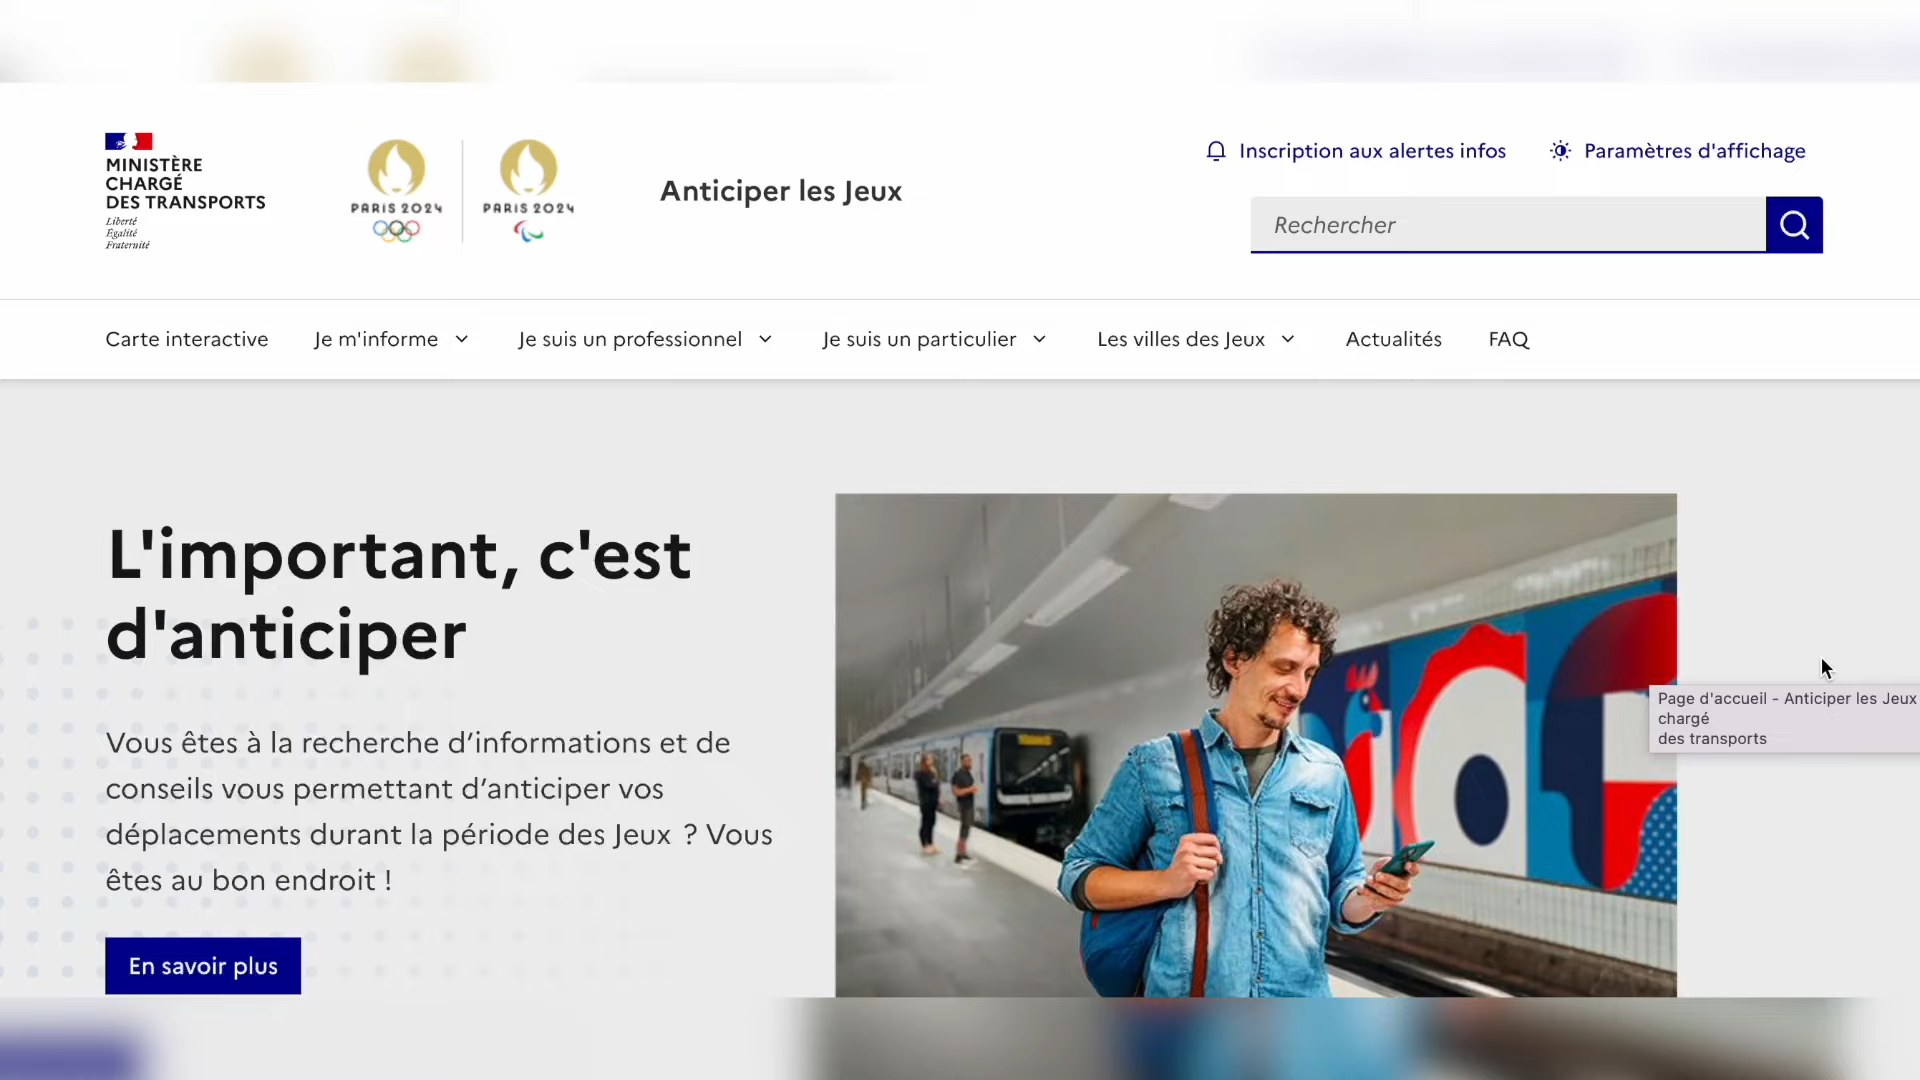 MINISTÈRE
CHARGÉ
DES TRANSPORTS
Liberté
Égalité
Fraternité
PARIS 2024
PARIS 2024
Anticiper les Jeux
Inscription aux alertes infos
Paramètres d'affichage
Rechercher
Carte interactive
Je m'informe
Je suis un professionnel
Je suis un particulier
Les villes des Jeux
Actualités
FAQ
L'important, c'est
d'anticiper
Vous êtes à la recherche d’informations et de
conseils vous permettant d’anticiper vos
déplacements durant la période des Jeux ? Vous
êtes au bon endroit !
En savoir plus
Page d'accueil - Anticiper les Jeux
chargé
des transports